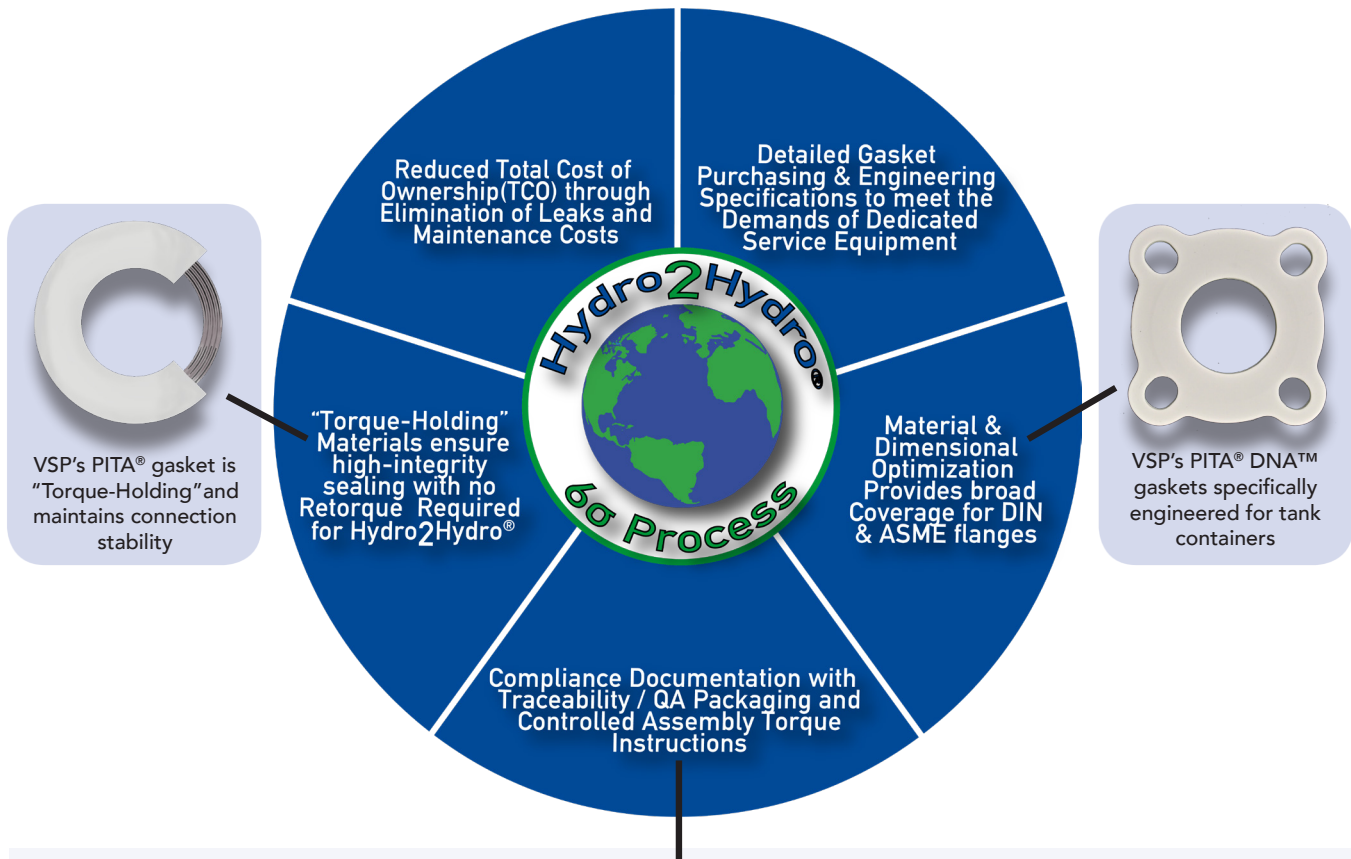 Reduced Total Cost of
Ownership(TCO) through
Elimination of Leaks and
Maintenance Costs
Detailed Gasket
Purchasing & Engineering
Specifications to meet the
Demands of Dedicated
Service Equipment
Hydro2Hydro®
6σ Process
"Torque-Holding"
Materials ensure
high-integrity
sealing with no
Retorque Required
for Hydro2Hydro®
Material &
Dimensional
Optimization
Provides broad
Coverage for DIN
& ASME flanges
Compliance Documentation with
Traceability / QA Packaging and
Controlled Assembly Torque
Instructions
VSP's PITA® gasket is
"Torque-Holding"and
maintains connection
stability
VSP's PITA® DNA™
gaskets specifically
engineered for tank
containers